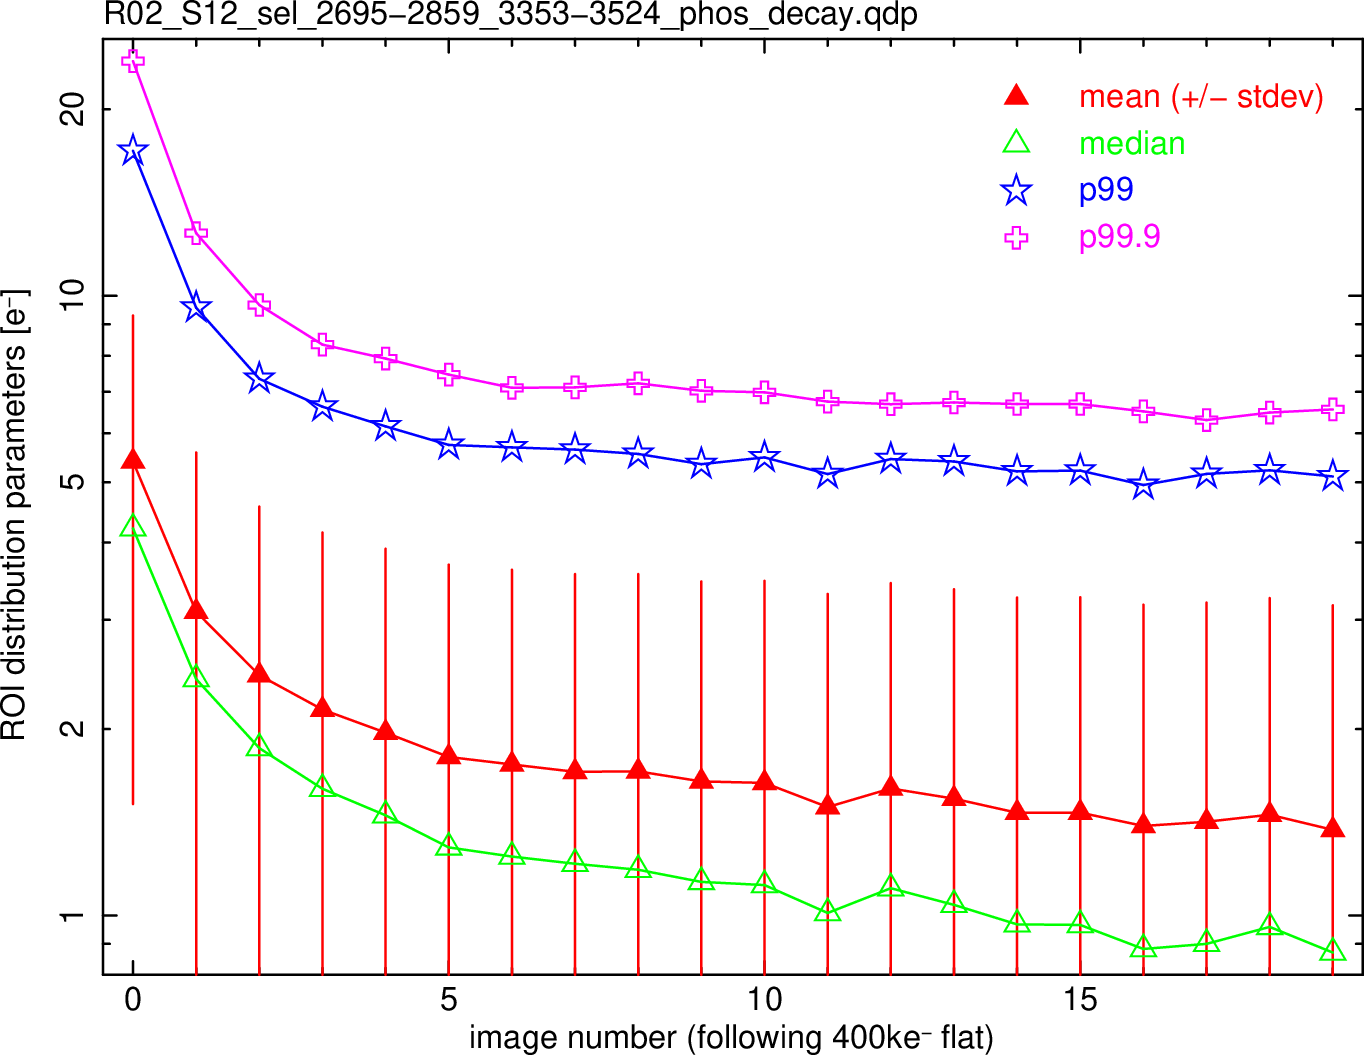 R02_S12_sel_2695−2859_3353−3524_phos_decay.qdp
mean (+/− stdev)
median
p99
p99.9
ROI distribution parameters [e⁻]
20
10
5
2
1
0 5 10 15
image number (following 400ke⁻ flat)